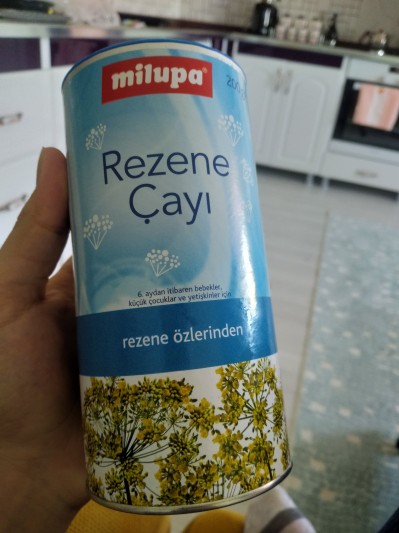 milupa®
200
Rezene
Çayı
6. aydan itibaren bebekler,
küçük çocuklar ve yetişkinler için
rezene özlerinden